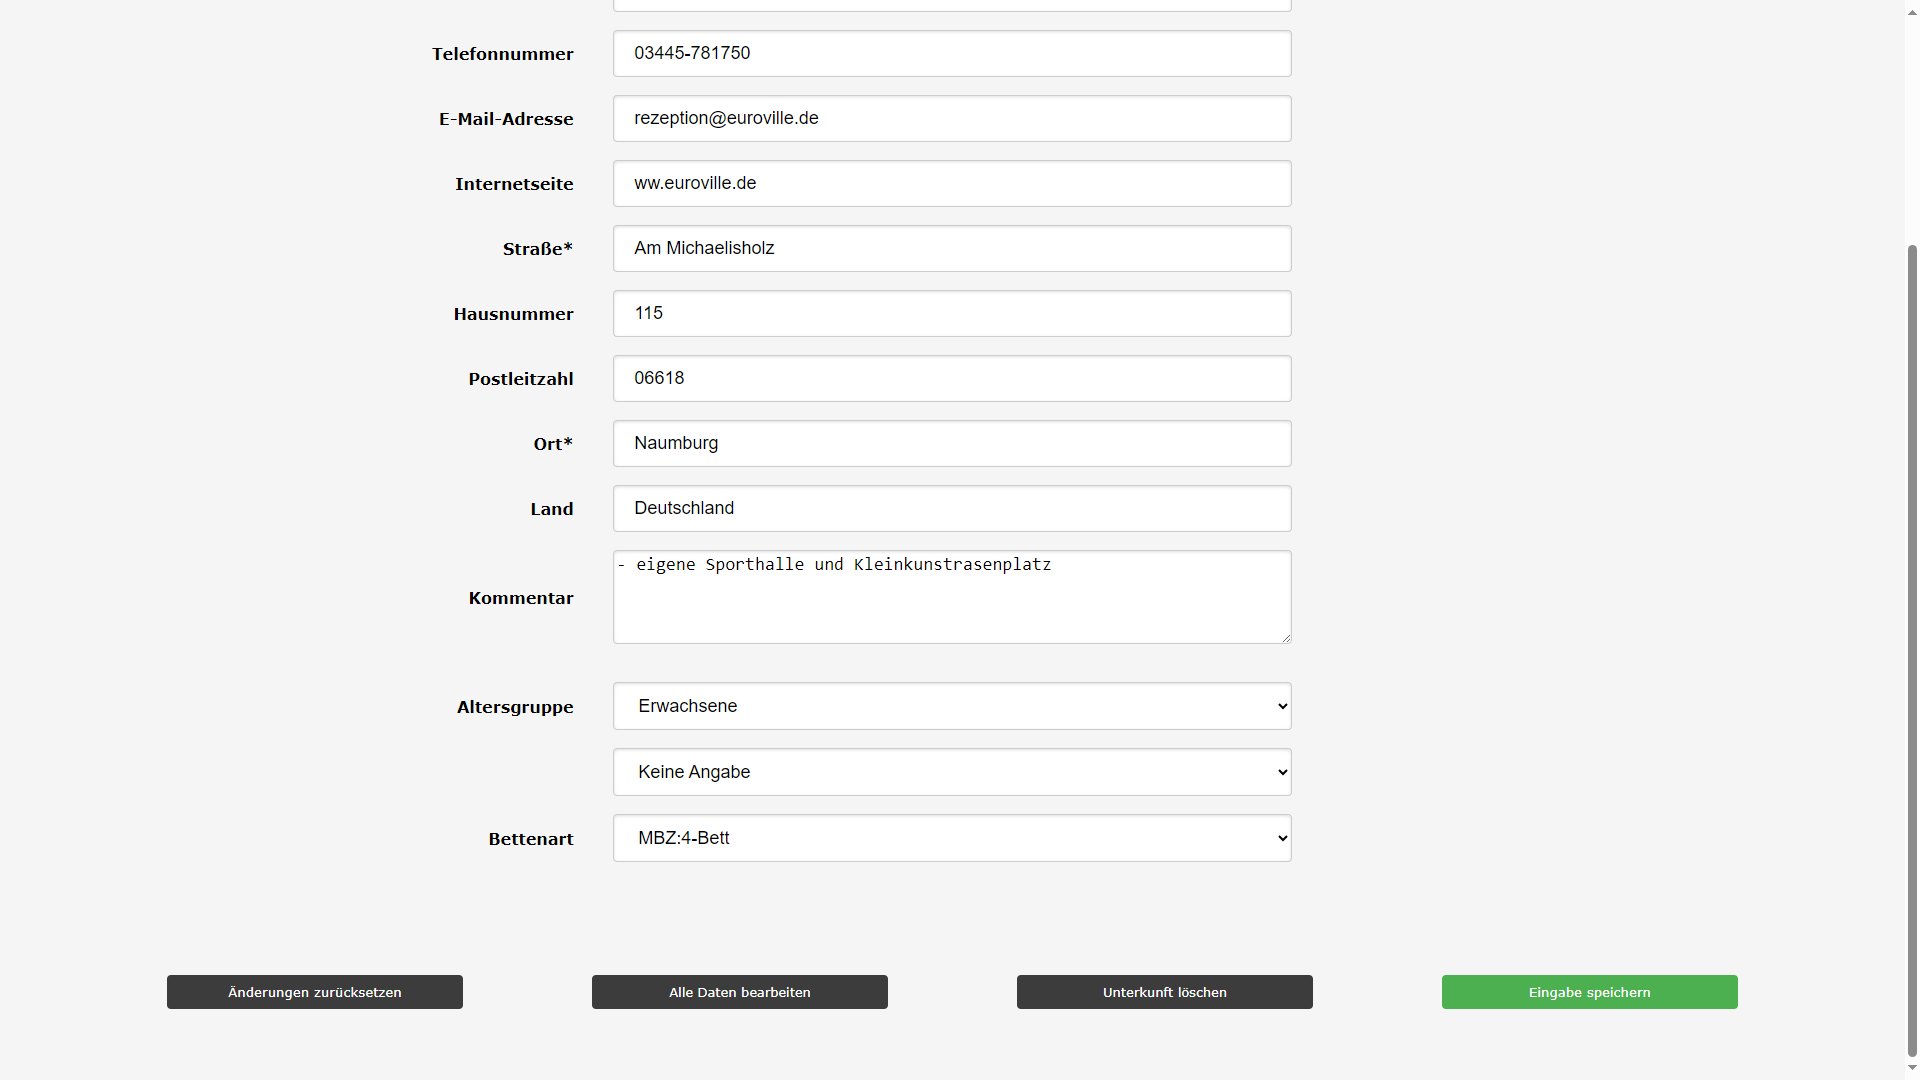 Telefonnummer 03445-781750
E-Mail-Adresse rezeption@euroville.de
Internetseite ww.euroville.de
Straße* Am Michaelisholz
Hausnummer 115
Postleitzahl 06618
Ort* Naumburg
Land Deutschland
Kommentar - eigene Sporthalle und Kleinkunstrasenplatz
Altersgruppe Erwachsene
Keine Angabe
Bettenart MBZ:4-Bett
Änderungen zurücksetzen Alle Daten bearbeiten Unterkunft löschen Eingabe speichern